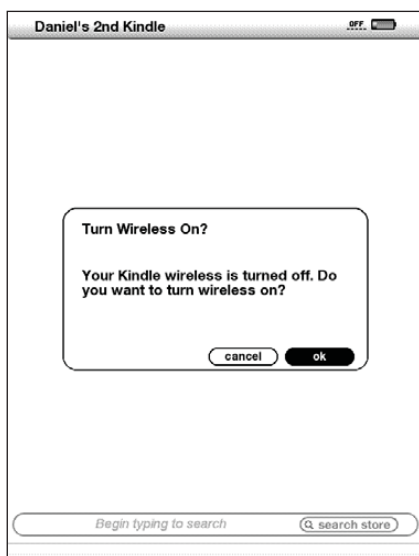 Daniel's 2nd Kindle OFF
Turn Wireless On?
Your Kindle wireless is turned off. Do
you want to turn wireless on?
cancel ok
Begin typing to search search store